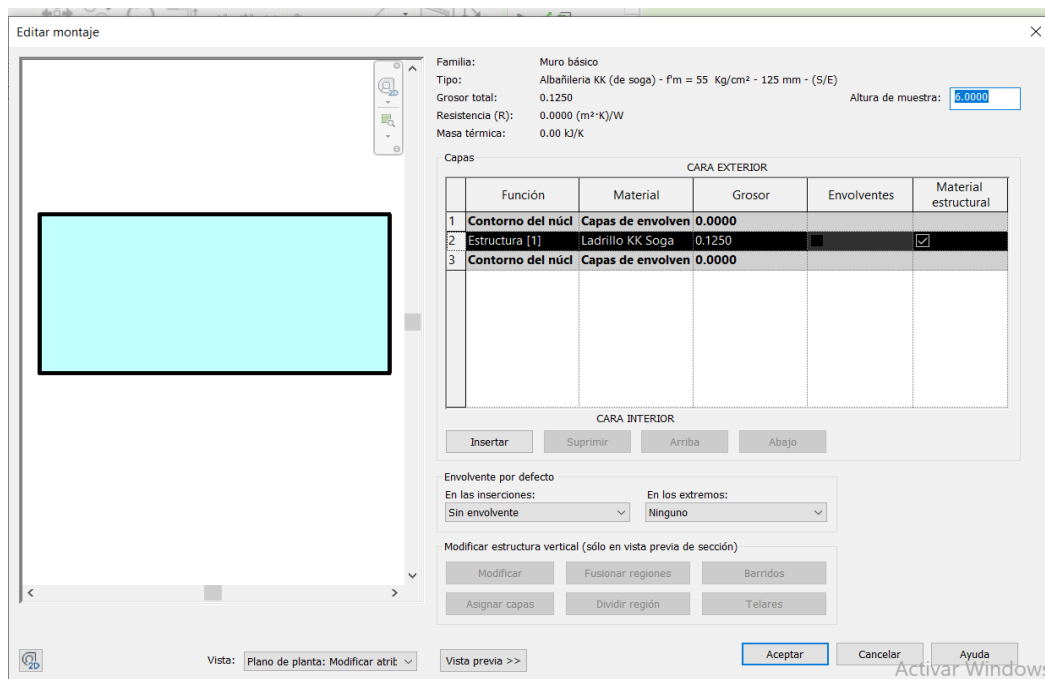 Editar montaje
Familia: Muro básico
Tipo: Albañileria KK (de soga) - f'm = 55 Kg/cm² - 125 mm - (S/E)
Grosor total: 0.1250
Altura de muestra: 6.0000
Resistencia (R): 0.0000 (m²·K)/W
Masa térmica: 0.00 kJ/K
Capas
CARA EXTERIOR
Función Material Grosor Envolventes Material estructural
1 Contorno del núcl Capas de envolven 0.0000
2 Estructura [1] Ladrillo KK Soga 0.1250
3 Contorno del núcl Capas de envolven 0.0000
CARA INTERIOR
Insertar Suprimir Arriba Abajo
Envolvente por defecto
En las inserciones: En los extremos:
Sin envolvente Ninguno
Modificar estructura vertical (sólo en vista previa de sección)
Modificar Fusionar regiones Barridos
Asignar capas Dividir región Telares
2D
2D
Vista: Plano de planta: Modificar atrib Vista previa >> Aceptar Cancelar Ayuda
Activar Windows